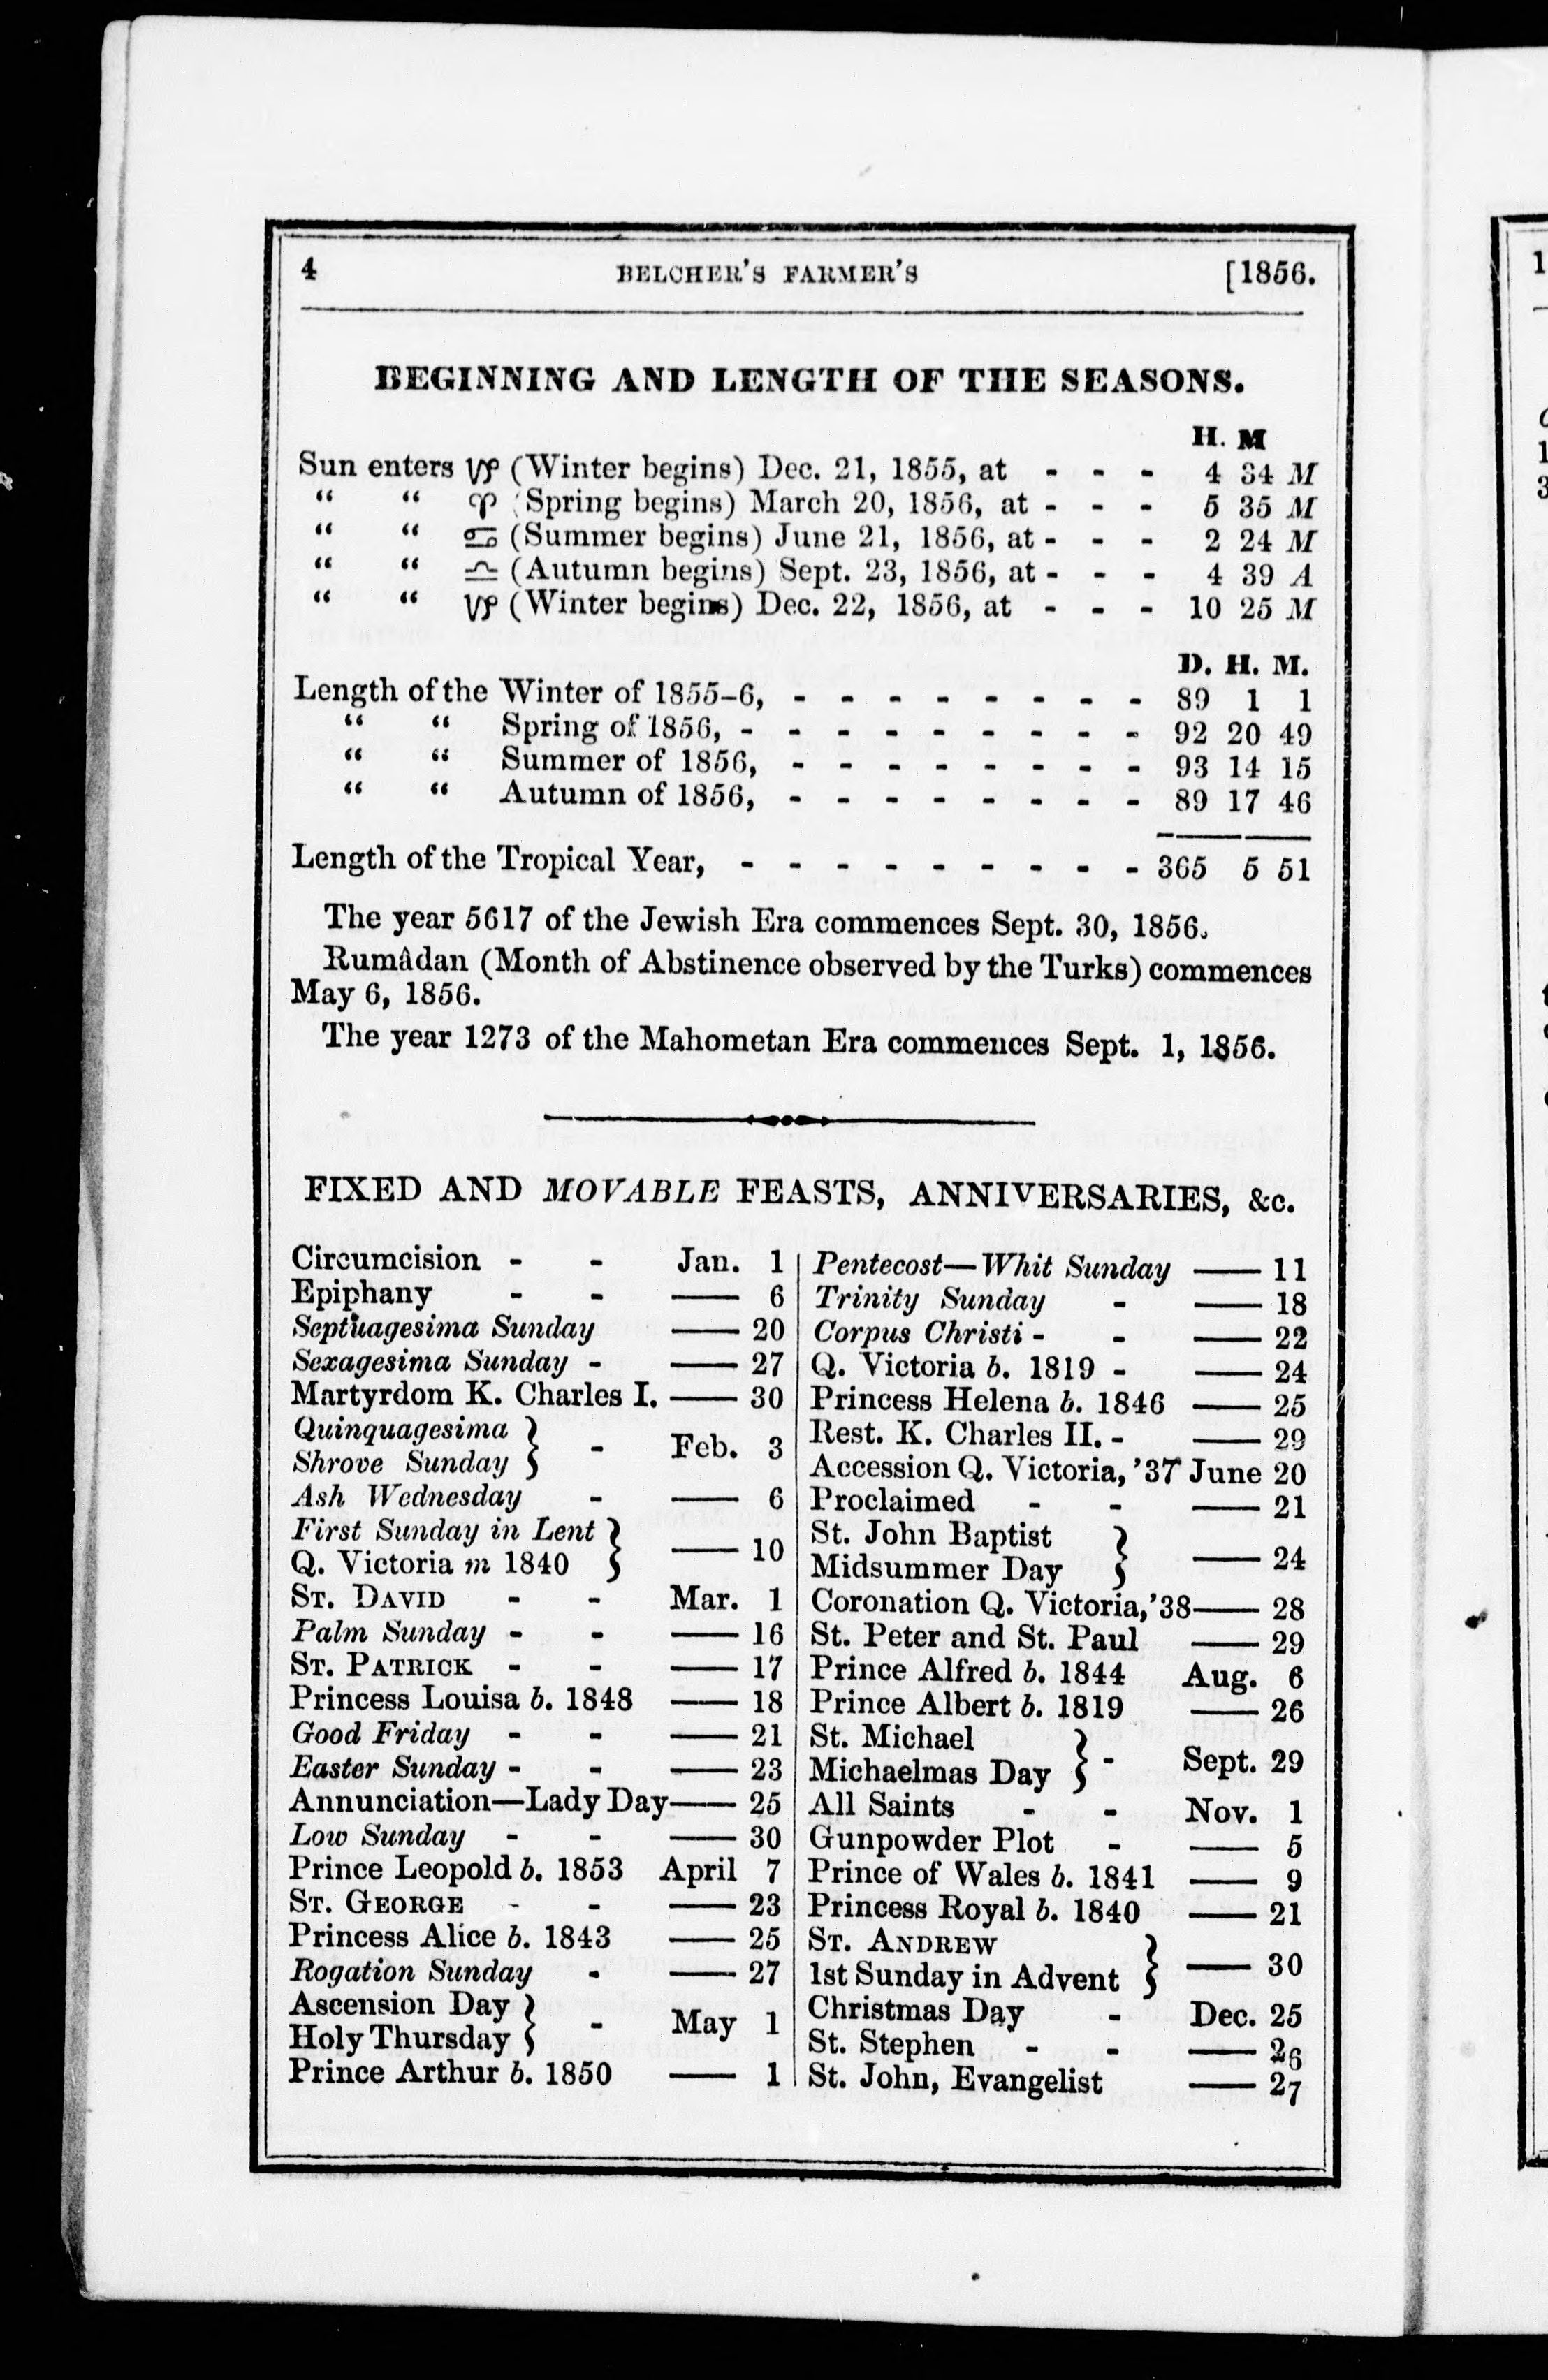 4 BELCHER'S FARMER'S [1856.
BEGINNING AND LENGTH OF THE SEASONS.
H. M
Sun enters ♑ (Winter begins) Dec. 21, 1855, at - - - 4 34 M
“ “ ♈ (Spring begins) March 20, 1856, at - - - 5 35 M
“ “ ♋ (Summer begins) June 21, 1856, at - - - 2 24 M
“ “ ♎ (Autumn begins) Sept. 23, 1856, at - - - 4 39 A
“ “ ♑ (Winter begins) Dec. 22, 1856, at - - - 10 25 M
D. H. M.
Length of the Winter of 1855-6, - - - - - - - - 89 1 1
“ “ Spring of 1856, - - - - - - - - - 92 20 49
“ “ Summer of 1856, - - - - - - - - 93 14 15
“ “ Autumn of 1856, - - - - - - - - 89 17 46
Length of the Tropical Year, - - - - - - - - - 365 5 51
The year 5617 of the Jewish Era commences Sept. 30, 1856.
Rumâdan (Month of Abstinence observed by the Turks) commences
May 6, 1856.
The year 1273 of the Mahometan Era commences Sept. 1, 1856.
FIXED AND MOVABLE FEASTS, ANNIVERSARIES, &c.
Circumcision - - Jan. 1
Epiphany - - —— 6
Septuagesima Sunday —— 20
Sexagesima Sunday - —— 27
Martyrdom K. Charles I. —— 30
Quinquagesima
Shrove Sunday } - Feb. 3
Ash Wednesday - —— 6
First Sunday in Lent
Q. Victoria m 1840 } —— 10
ST. DAVID - - Mar. 1
Palm Sunday - - —— 16
ST. PATRICK - - —— 17
Princess Louisa b. 1848 —— 18
Good Friday - - —— 21
Easter Sunday - - —— 23
Annunciation—Lady Day —— 25
Low Sunday - - —— 30
Prince Leopold b. 1853 April 7
ST. GEORGE - - —— 23
Princess Alice b. 1843 —— 25
Rogation Sunday - —— 27
Ascension Day
Holy Thursday } - May 1
Prince Arthur b. 1850 —— 1
Pentecost—Whit Sunday —— 11
Trinity Sunday - —— 18
Corpus Christi - - —— 22
Q. Victoria b. 1819 - —— 24
Princess Helena b. 1846 —— 25
Rest. K. Charles II. - —— 29
Accession Q. Victoria, '37 June 20
Proclaimed - - —— 21
St. John Baptist
Midsummer Day } —— 24
Coronation Q. Victoria, '38 —— 28
St. Peter and St. Paul —— 29
Prince Alfred b. 1844 Aug. 6
Prince Albert b. 1819 —— 26
St. Michael
Michaelmas Day } - Sept. 29
All Saints - - Nov. 1
Gunpowder Plot - —— 5
Prince of Wales b. 1841 —— 9
Princess Royal b. 1840 —— 21
ST. ANDREW
1st Sunday in Advent } —— 30
Christmas Day - Dec. 25
St. Stephen - - —— 26
St. John, Evangelist —— 27